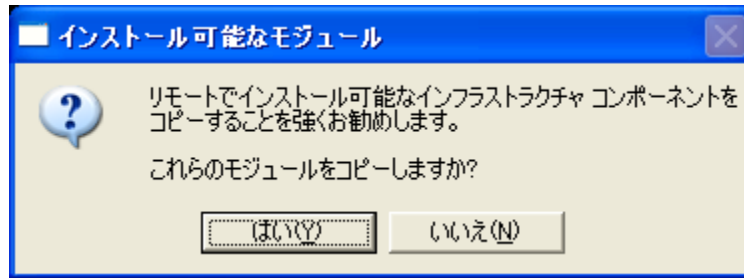 インストール可能なモジュール
リモートでインストール可能なインフラストラクチャ コンポーネントを
コピーすることを強くお勧めします。
これらのモジュールをコピーしますか?
はい(Y)
いいえ(N)